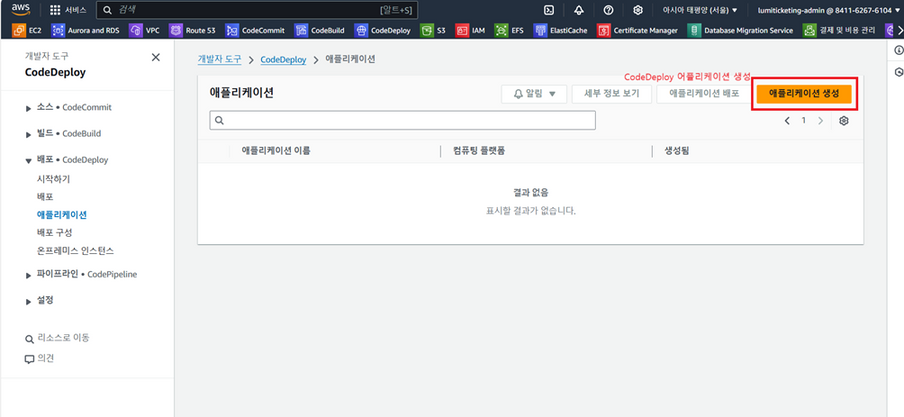 aws
서비스
검색
[알트+S]
아시아 태평양 (서울)
lumiticketing-admin @ 8411-6267-6104
EC2
Aurora and RDS
VPC
Route 53
CodeCommit
CodeBuild
CodeDeploy
S3
IAM
EFS
ElastiCache
Certificate Manager
Database Migration Service
결제 및 비용 관리
개발자 도구
CodeDeploy
소스 • CodeCommit
빌드 • CodeBuild
배포 • CodeDeploy
시작하기
배포
애플리케이션
배포 구성
온프레미스 인스턴스
파이프라인 • CodePipeline
설정
리소스로 이동
의견
개발자 도구 > CodeDeploy > 애플리케이션
CodeDeploy 어플리케이션 생성
애플리케이션
알림
세부 정보 보기
애플리케이션 배포
애플리케이션 생성
1
애플리케이션 이름
컴퓨팅 플랫폼
생성됨
결과 없음
표시할 결과가 없습니다.